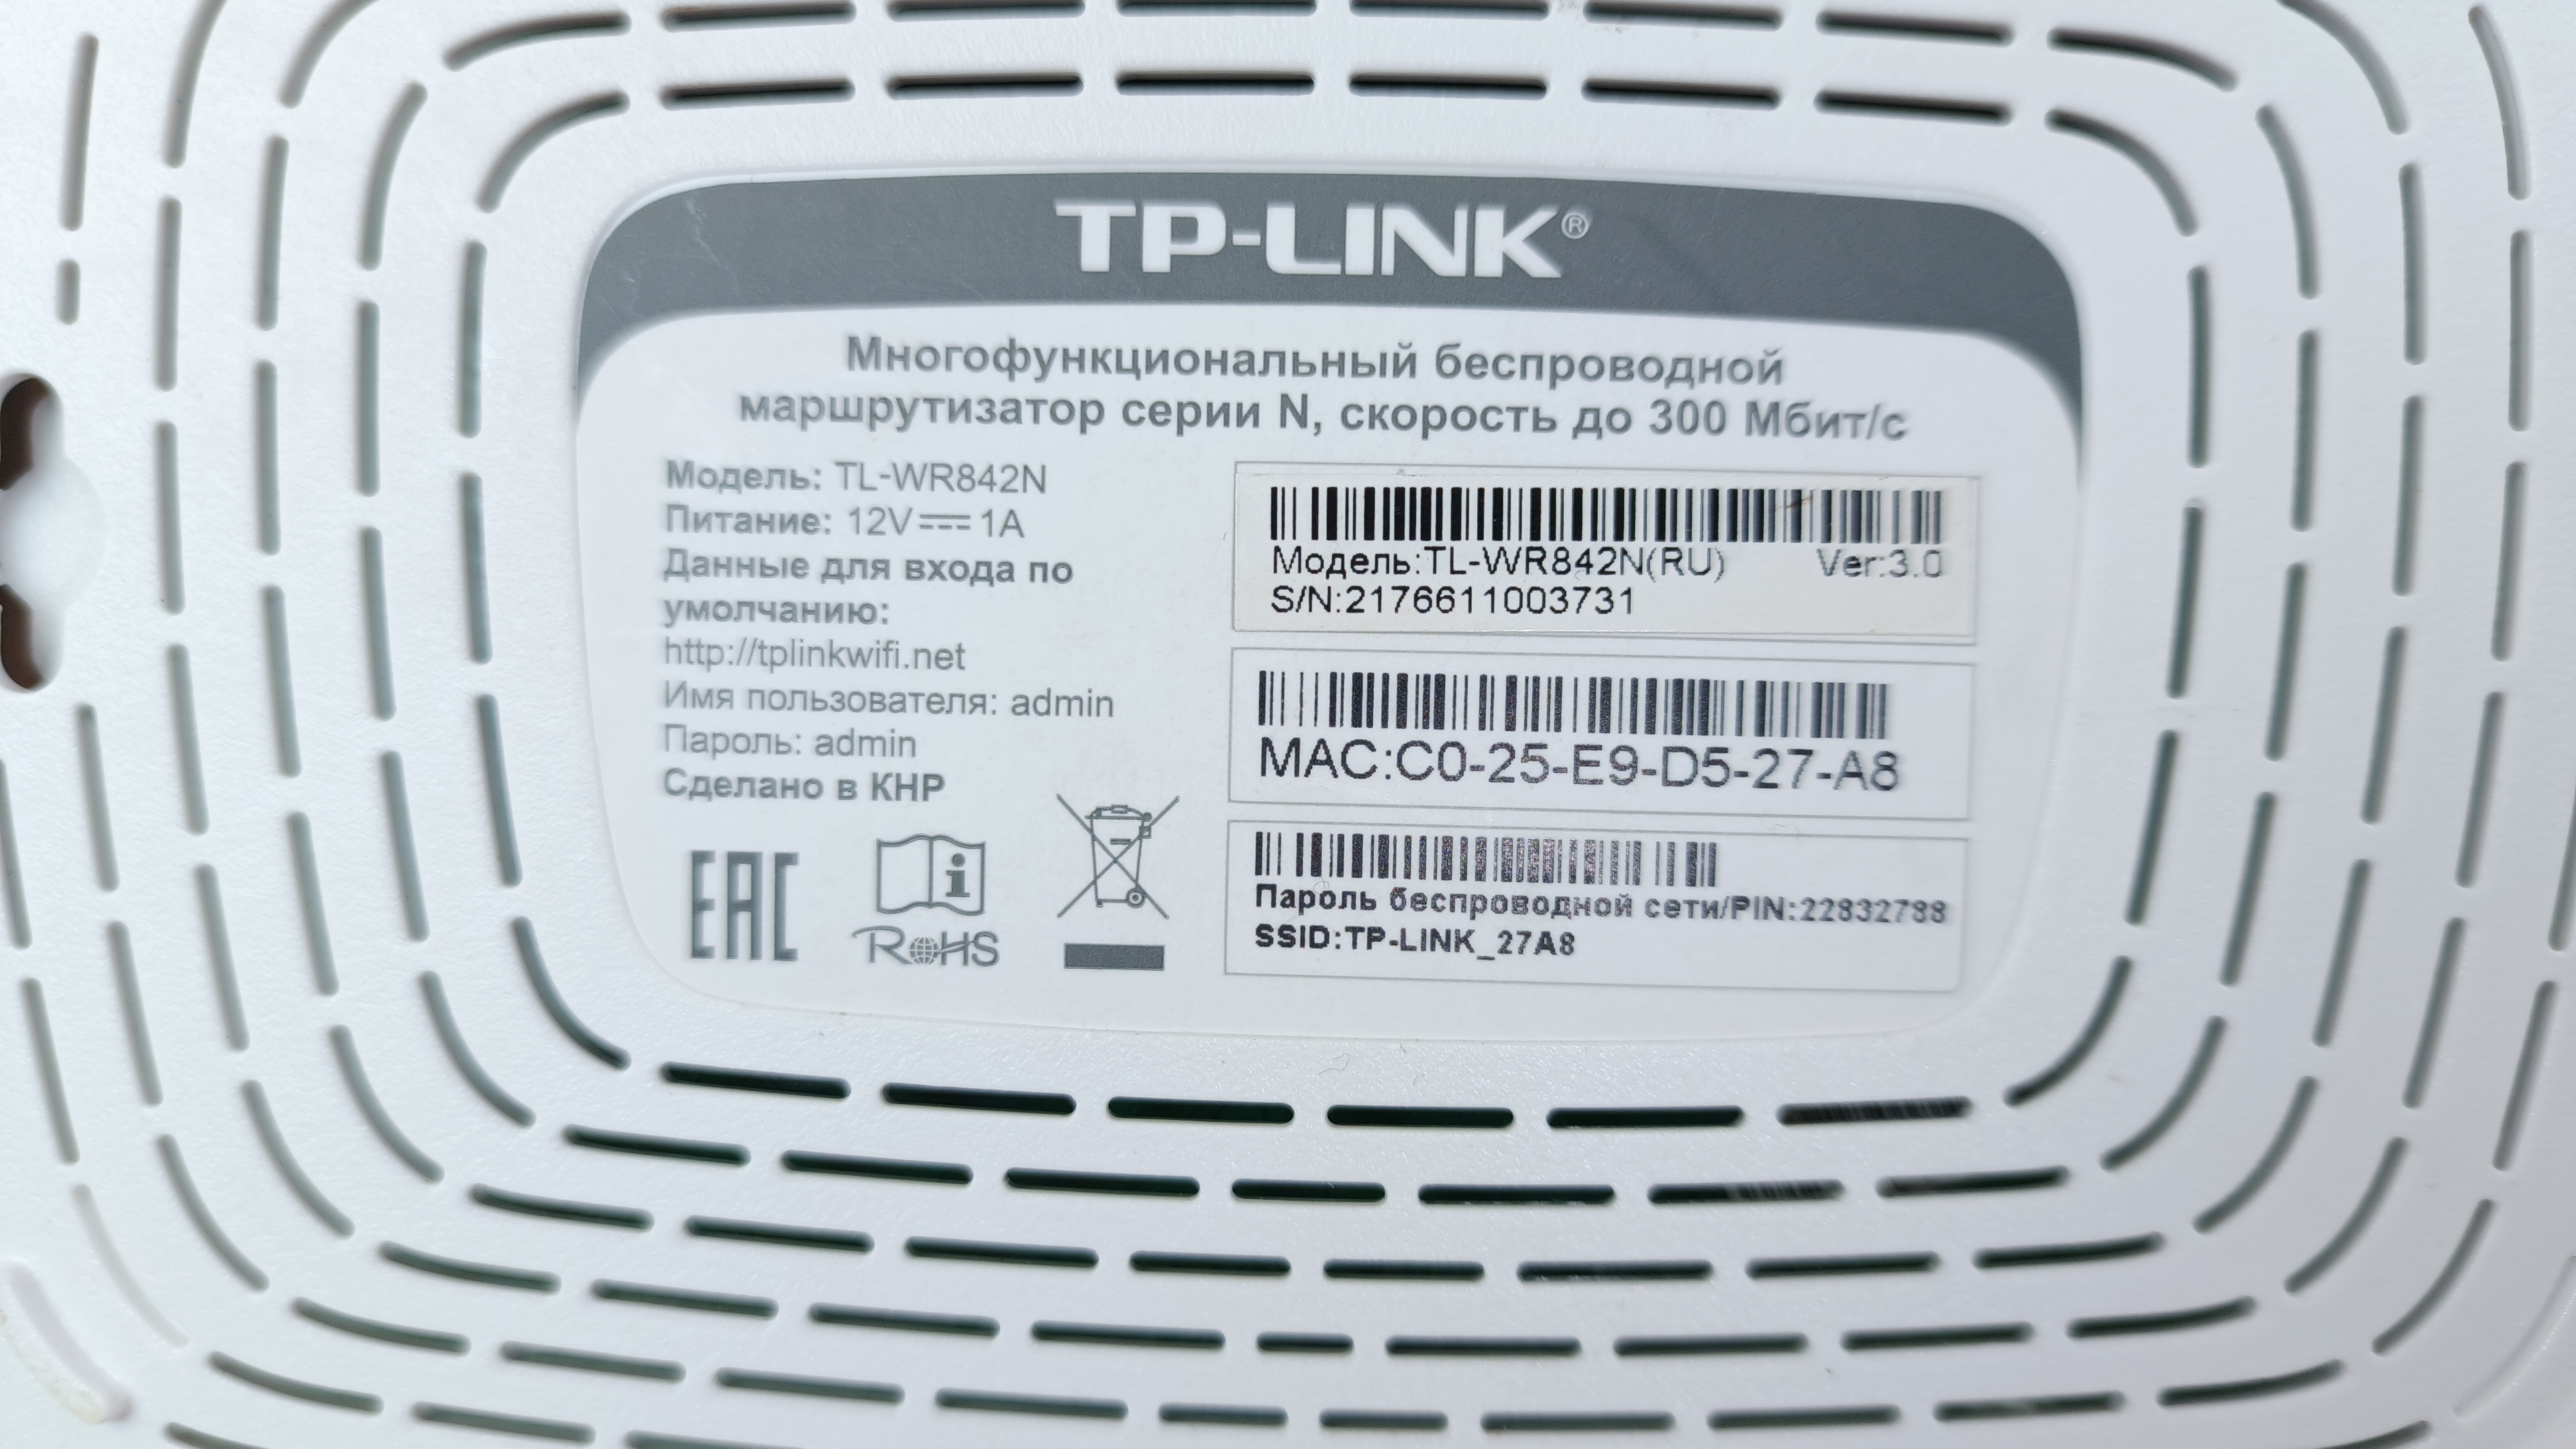 TP-LINK®
Многофункциональный беспроводной
маршрутизатор серии N, скорость до 300 Мбит/с
Модель: TL-WR842N
Питание: 12V⎓1A
Данные для входа по
умолчанию:
http://tplinkwifi.net
Имя пользователя: admin
Пароль: admin
Сделано в КНР
EAC
RoHS
Модель:TL-WR842N(RU) Ver:3.0
S/N:2176611003731
MAC:C0-25-E9-D5-27-A8
Пароль беспроводной сети/PIN:22832788
SSID:TP-LINK_27A8